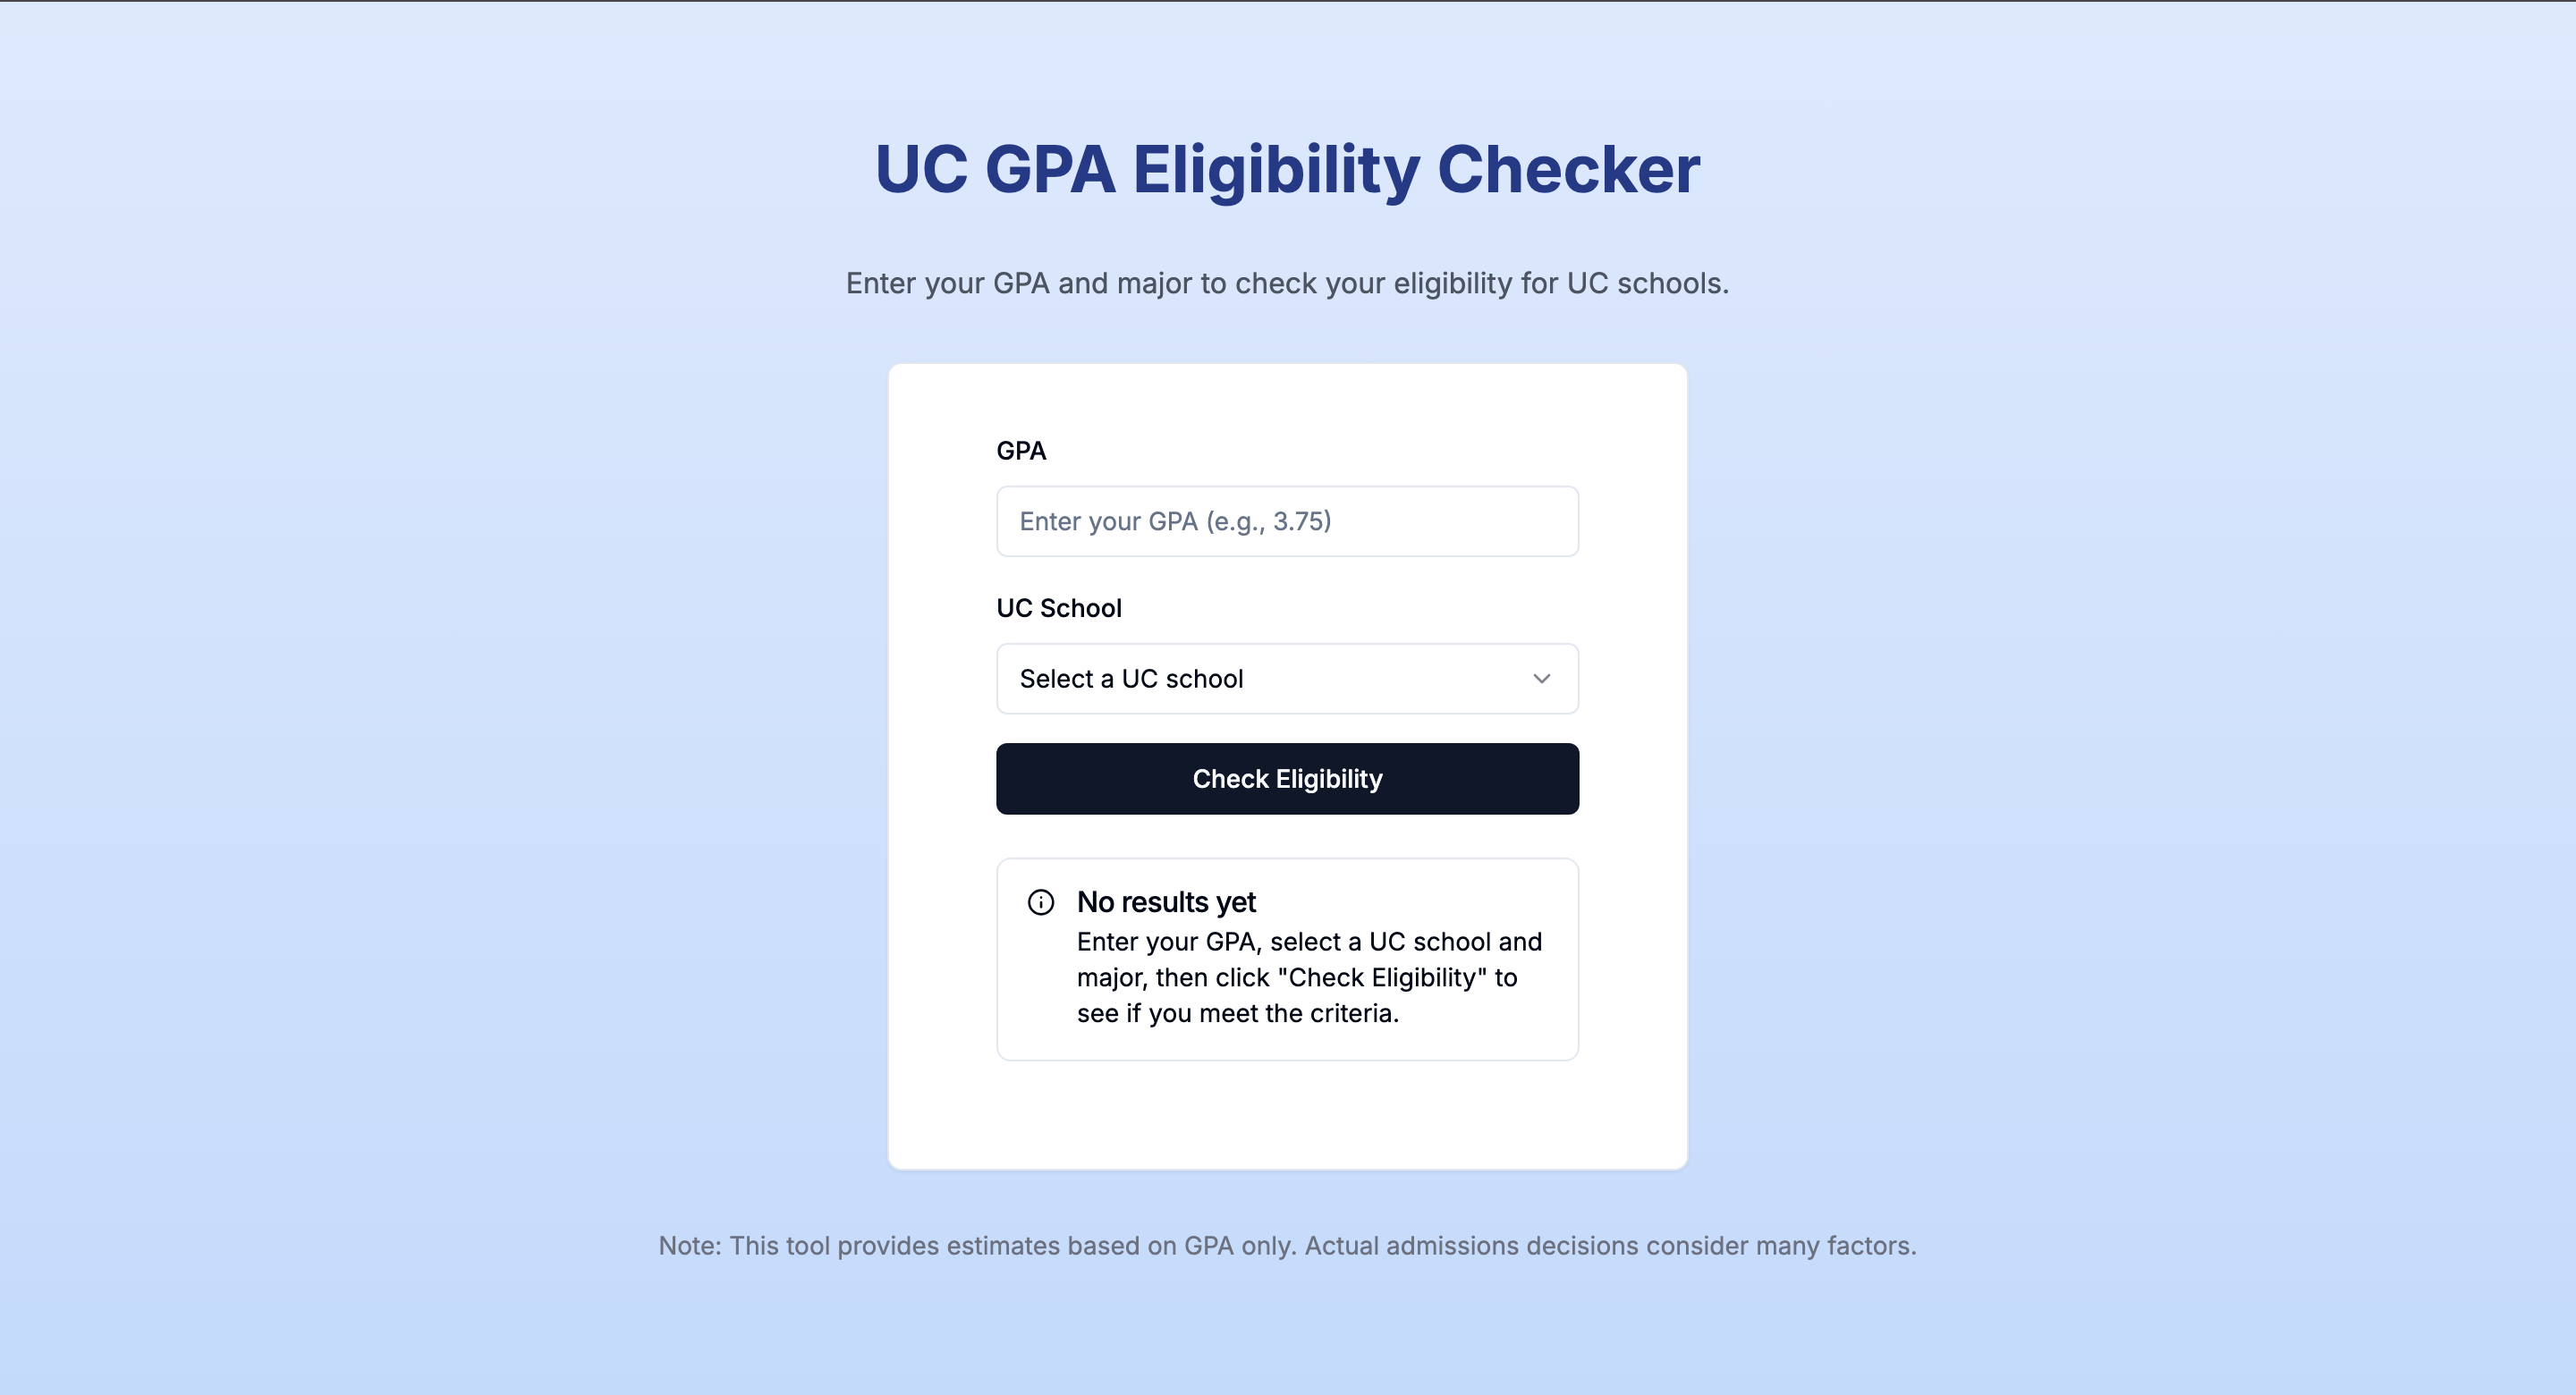 UC GPA Eligibility Checker
Enter your GPA and major to check your eligibility for UC schools.
GPA
Enter your GPA (e.g., 3.75)
UC School
Select a UC school
Check Eligibility
No results yet
Enter your GPA, select a UC school and
major, then click "Check Eligibility" to
see if you meet the criteria.
Note: This tool provides estimates based on GPA only. Actual admissions decisions consider many factors.